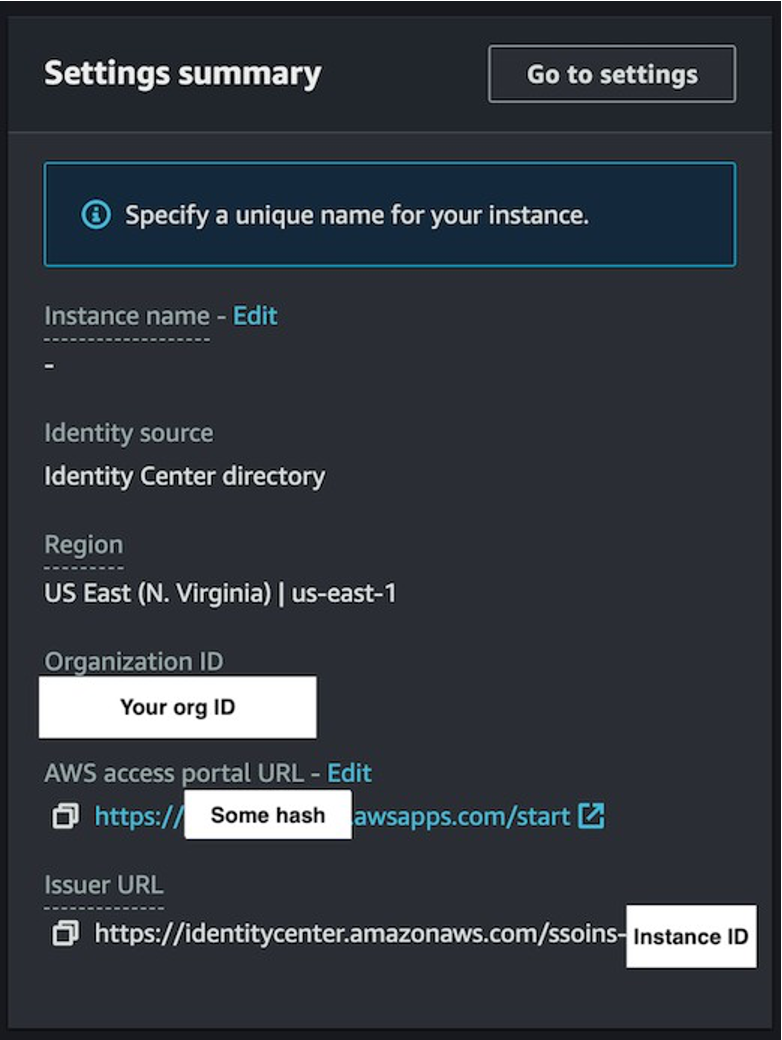 Settings summary
Go to settings
Specify a unique name for your instance.
Instance name - Edit
-
Identity source
Identity Center directory
Region
US East (N. Virginia) | us-east-1
Organization ID
Your org ID
AWS access portal URL - Edit
https:// Some hash .awsapps.com/start
Issuer URL
https://identitycenter.amazonaws.com/ssoins- Instance ID